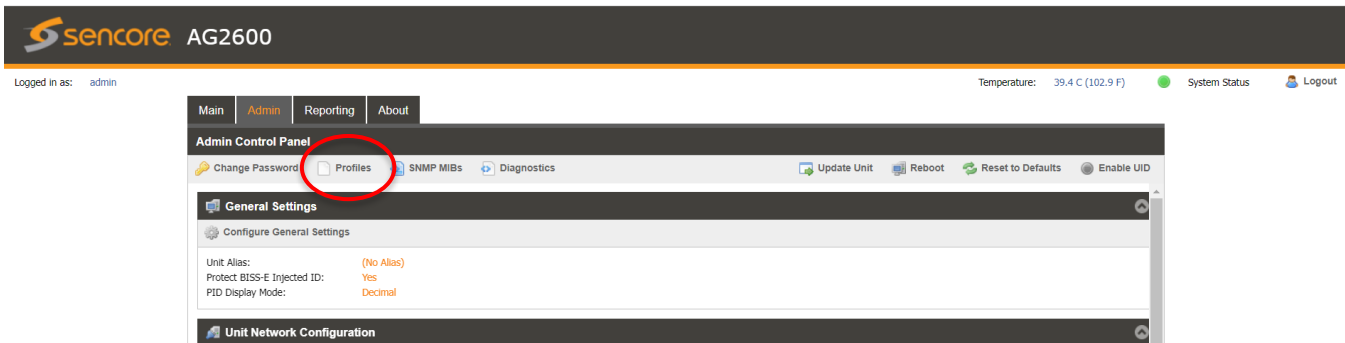 sencore AG2600
Logged in as: admin Temperature: 39.4 C (102.9 F) System Status Logout
Main Admin Reporting About
Admin Control Panel
Change Password Profiles SNMP MIBs Diagnostics Update Unit Reboot Reset to Defaults Enable UID
General Settings
Configure General Settings
Unit Alias: (No Alias)
Protect BISS-E Injected ID: Yes
PID Display Mode: Decimal
Unit Network Configuration